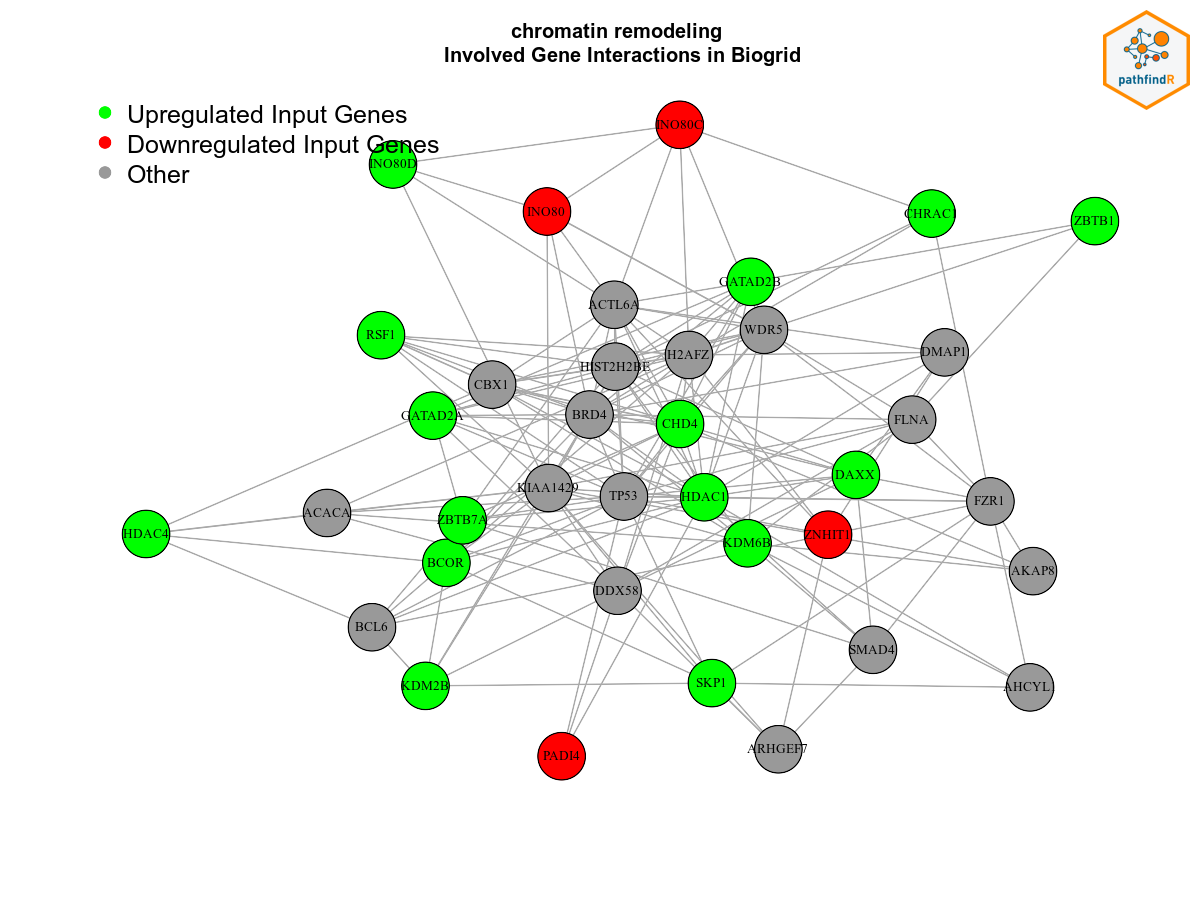 chromatin remodeling
Involved Gene Interactions in Biogrid
pathfindR
Upregulated Input Genes
Downregulated Input Genes
Other
INO80C
INO80D
INO80
CHRAC1
ZBTB1
GATAD2B
ACTL6A
WDR5
RSF1
H2AFZ
DMAP1
HIST2H2BE
CBX1
GATAD2A
BRD4
CHD4
FLNA
DAXX
KIAA1429
TP53
HDAC1
FZR1
ACACA
ZBTB7A
HDAC4
ZNHIT1
KDM6B
BCOR
AKAP8
DDX58
BCL6
SMAD4
KDM2B
SKP1
AHCYL
PADI4
ARHGEF7